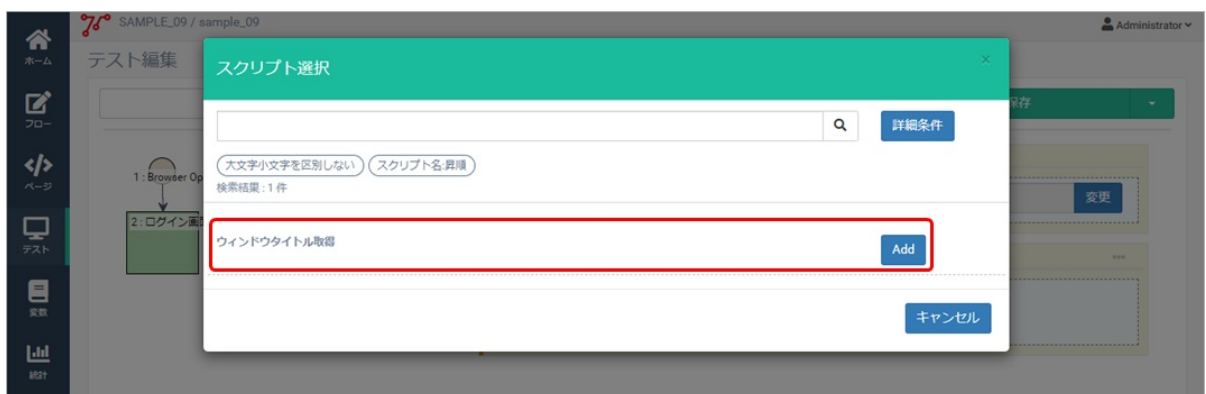 SAMPLE_09 / sample_09
Administrator
ホーム
テスト編集
スクリプト選択
×
フロー
保存
詳細条件
大文字小文字を区別しない
スクリプト名:昇順
検索結果 : 1 件
ページ
1 : Browser Op
変更
2 : ログイン画
テスト
ウィンドウタイトル取得
Add
変数
キャンセル
統計